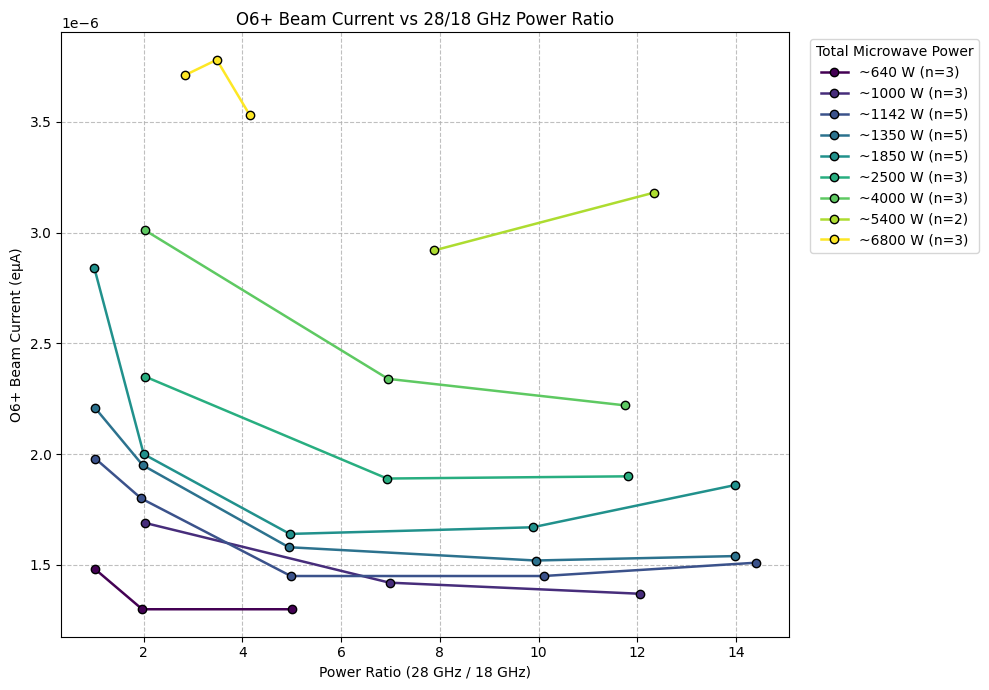 O6+ Beam Current vs 28/18 GHz Power Ratio
1e−6
3.5
3.0
2.5
2.0
1.5
O6+ Beam Current (eμA)
2
4
6
8
10
12
14
Power Ratio (28 GHz / 18 GHz)
Total Microwave Power
~640 W (n=3)
~1000 W (n=3)
~1142 W (n=5)
~1350 W (n=5)
~1850 W (n=5)
~2500 W (n=3)
~4000 W (n=3)
~5400 W (n=2)
~6800 W (n=3)